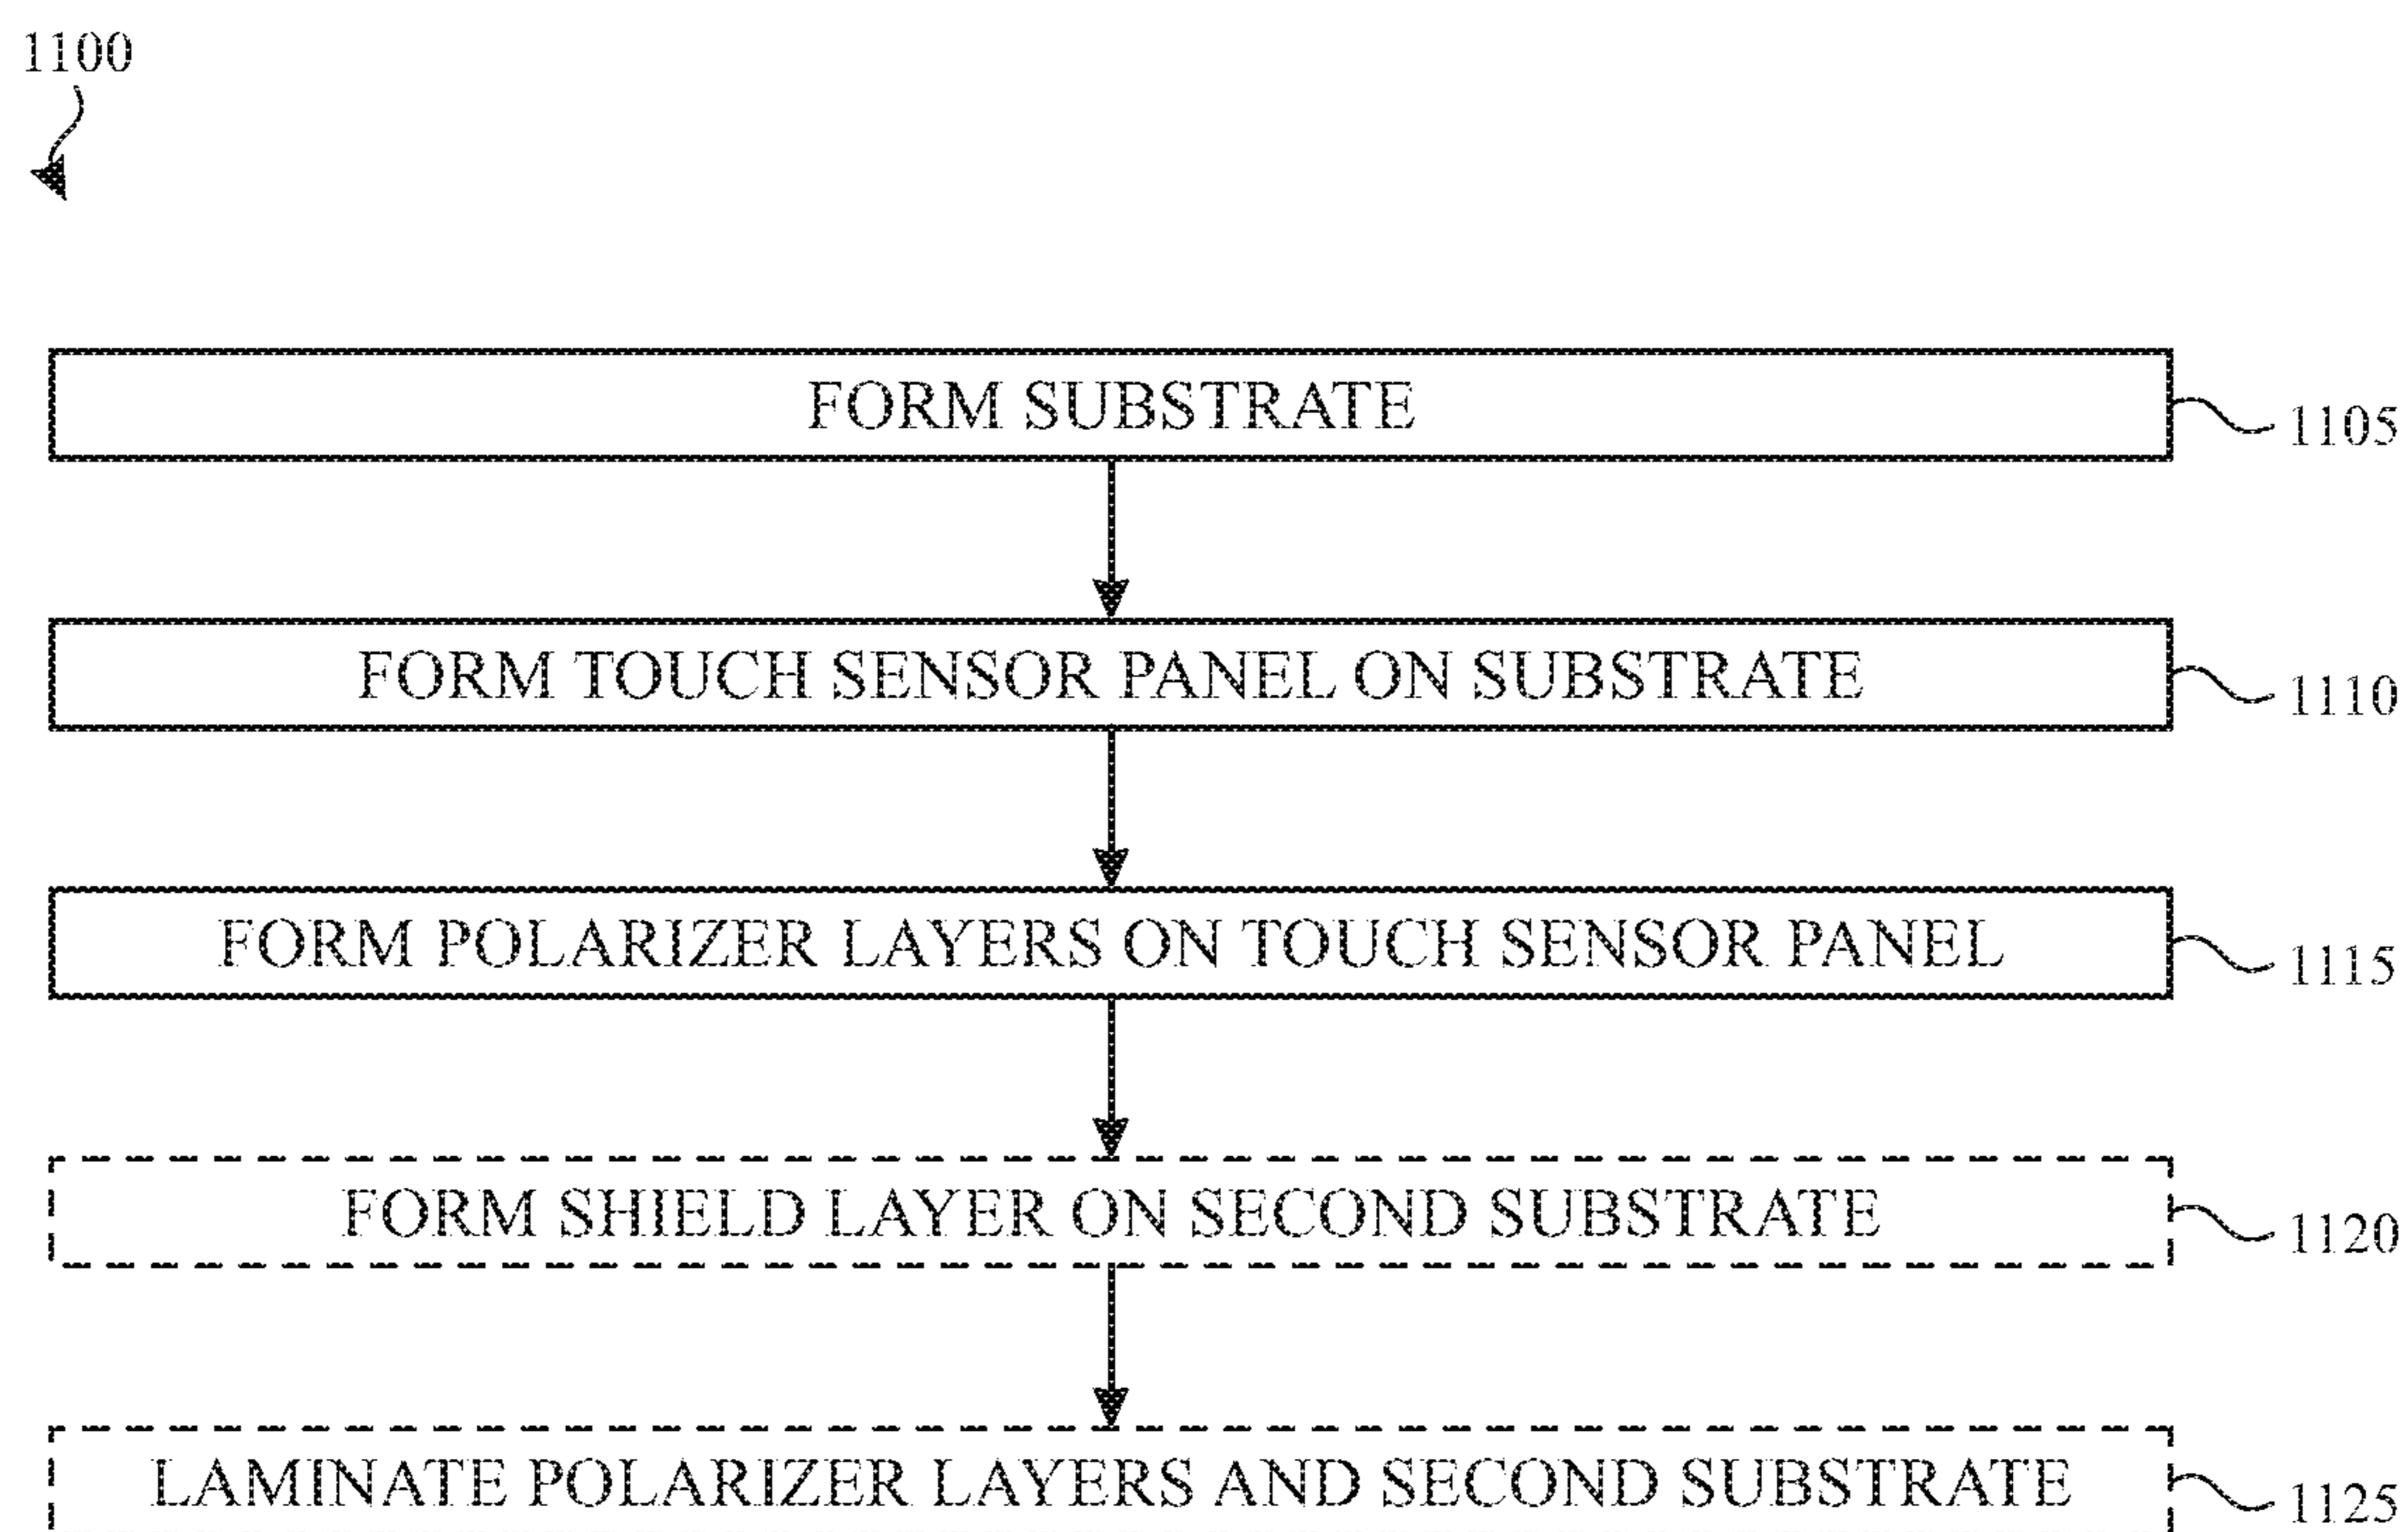 1100
FORM SUBSTRATE
1105
FORM TOUCH SENSOR PANEL ON SUBSTRATE
1110
FORM POLARIZER LAYERS ON TOUCH SENSOR PANEL
1115
FORM SHIELD LAYER ON SECOND SUBSTRATE
1120
LAMINATE POLARIZER LAYERS AND SECOND SUBSTRATE
1125